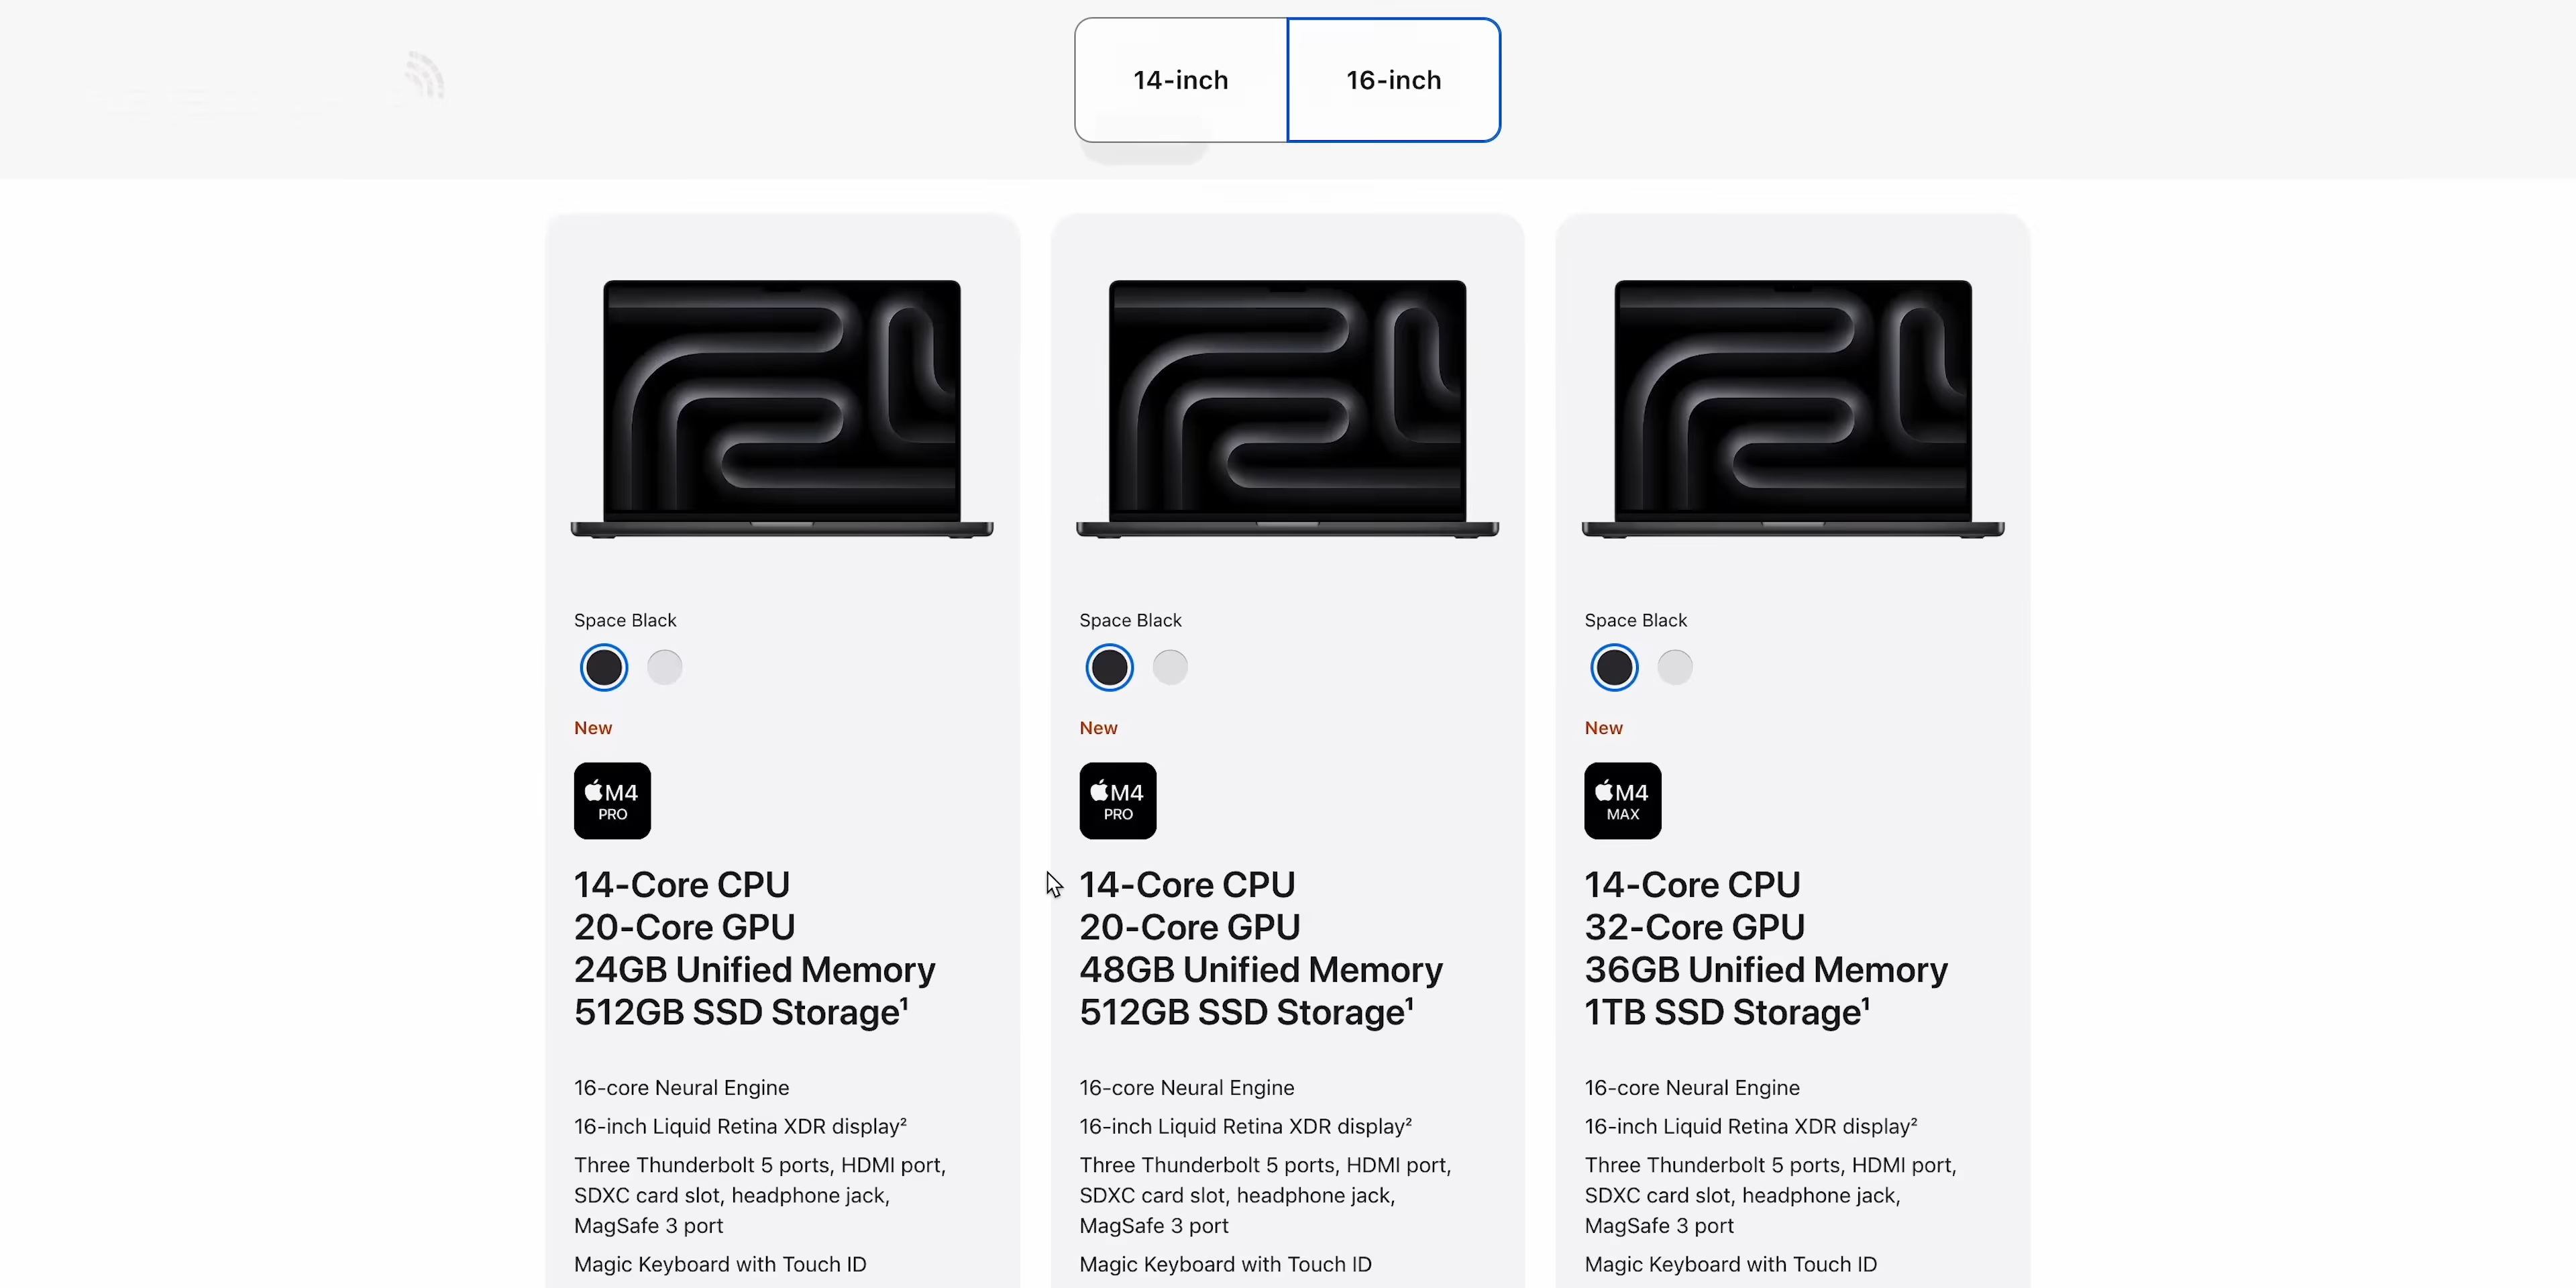 14-inch
16-inch
Space Black
New
M4
PRO
14-Core CPU
20-Core GPU
24GB Unified Memory
512GB SSD Storage¹
16-core Neural Engine
16-inch Liquid Retina XDR display²
Three Thunderbolt 5 ports, HDMI port,
SDXC card slot, headphone jack,
MagSafe 3 port
Magic Keyboard with Touch ID
Space Black
New
M4
PRO
14-Core CPU
20-Core GPU
48GB Unified Memory
512GB SSD Storage¹
16-core Neural Engine
16-inch Liquid Retina XDR display²
Three Thunderbolt 5 ports, HDMI port,
SDXC card slot, headphone jack,
MagSafe 3 port
Magic Keyboard with Touch ID
Space Black
New
M4
MAX
14-Core CPU
32-Core GPU
36GB Unified Memory
1TB SSD Storage¹
16-core Neural Engine
16-inch Liquid Retina XDR display²
Three Thunderbolt 5 ports, HDMI port,
SDXC card slot, headphone jack,
MagSafe 3 port
Magic Keyboard with Touch ID